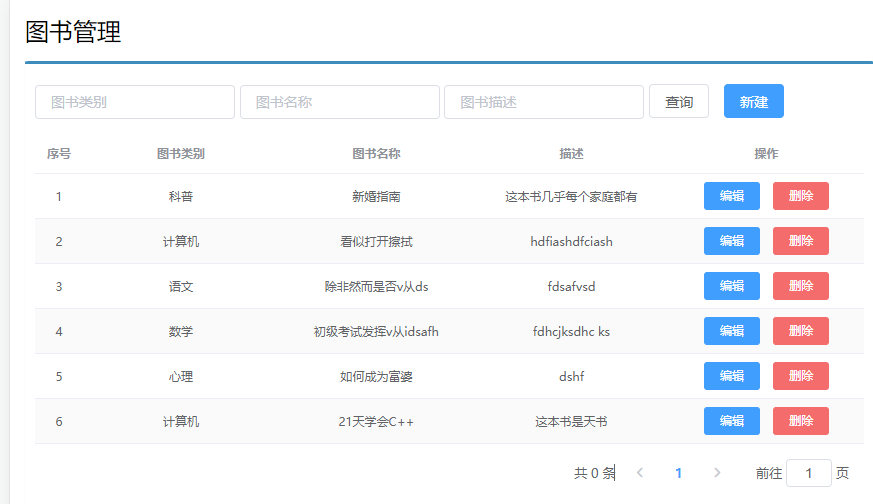 图书管理
图书类别 图书名称 图书描述 查询 新建
序号 图书类别 图书名称 描述 操作
1 科普 新婚指南 这本书几乎每个家庭都有 编辑 删除
2 计算机 看似打开擦拭 hdfiashdfciash 编辑 删除
3 语文 除非然而是否v从ds fdsafvsd 编辑 删除
4 数学 初级考试发挥v从idsafh fdhcjksdhc ks 编辑 删除
5 心理 如何成为富婆 dshf 编辑 删除
6 计算机 21天学会C++ 这本书是天书 编辑 删除
共 0 条 < 1 > 前往 1 页